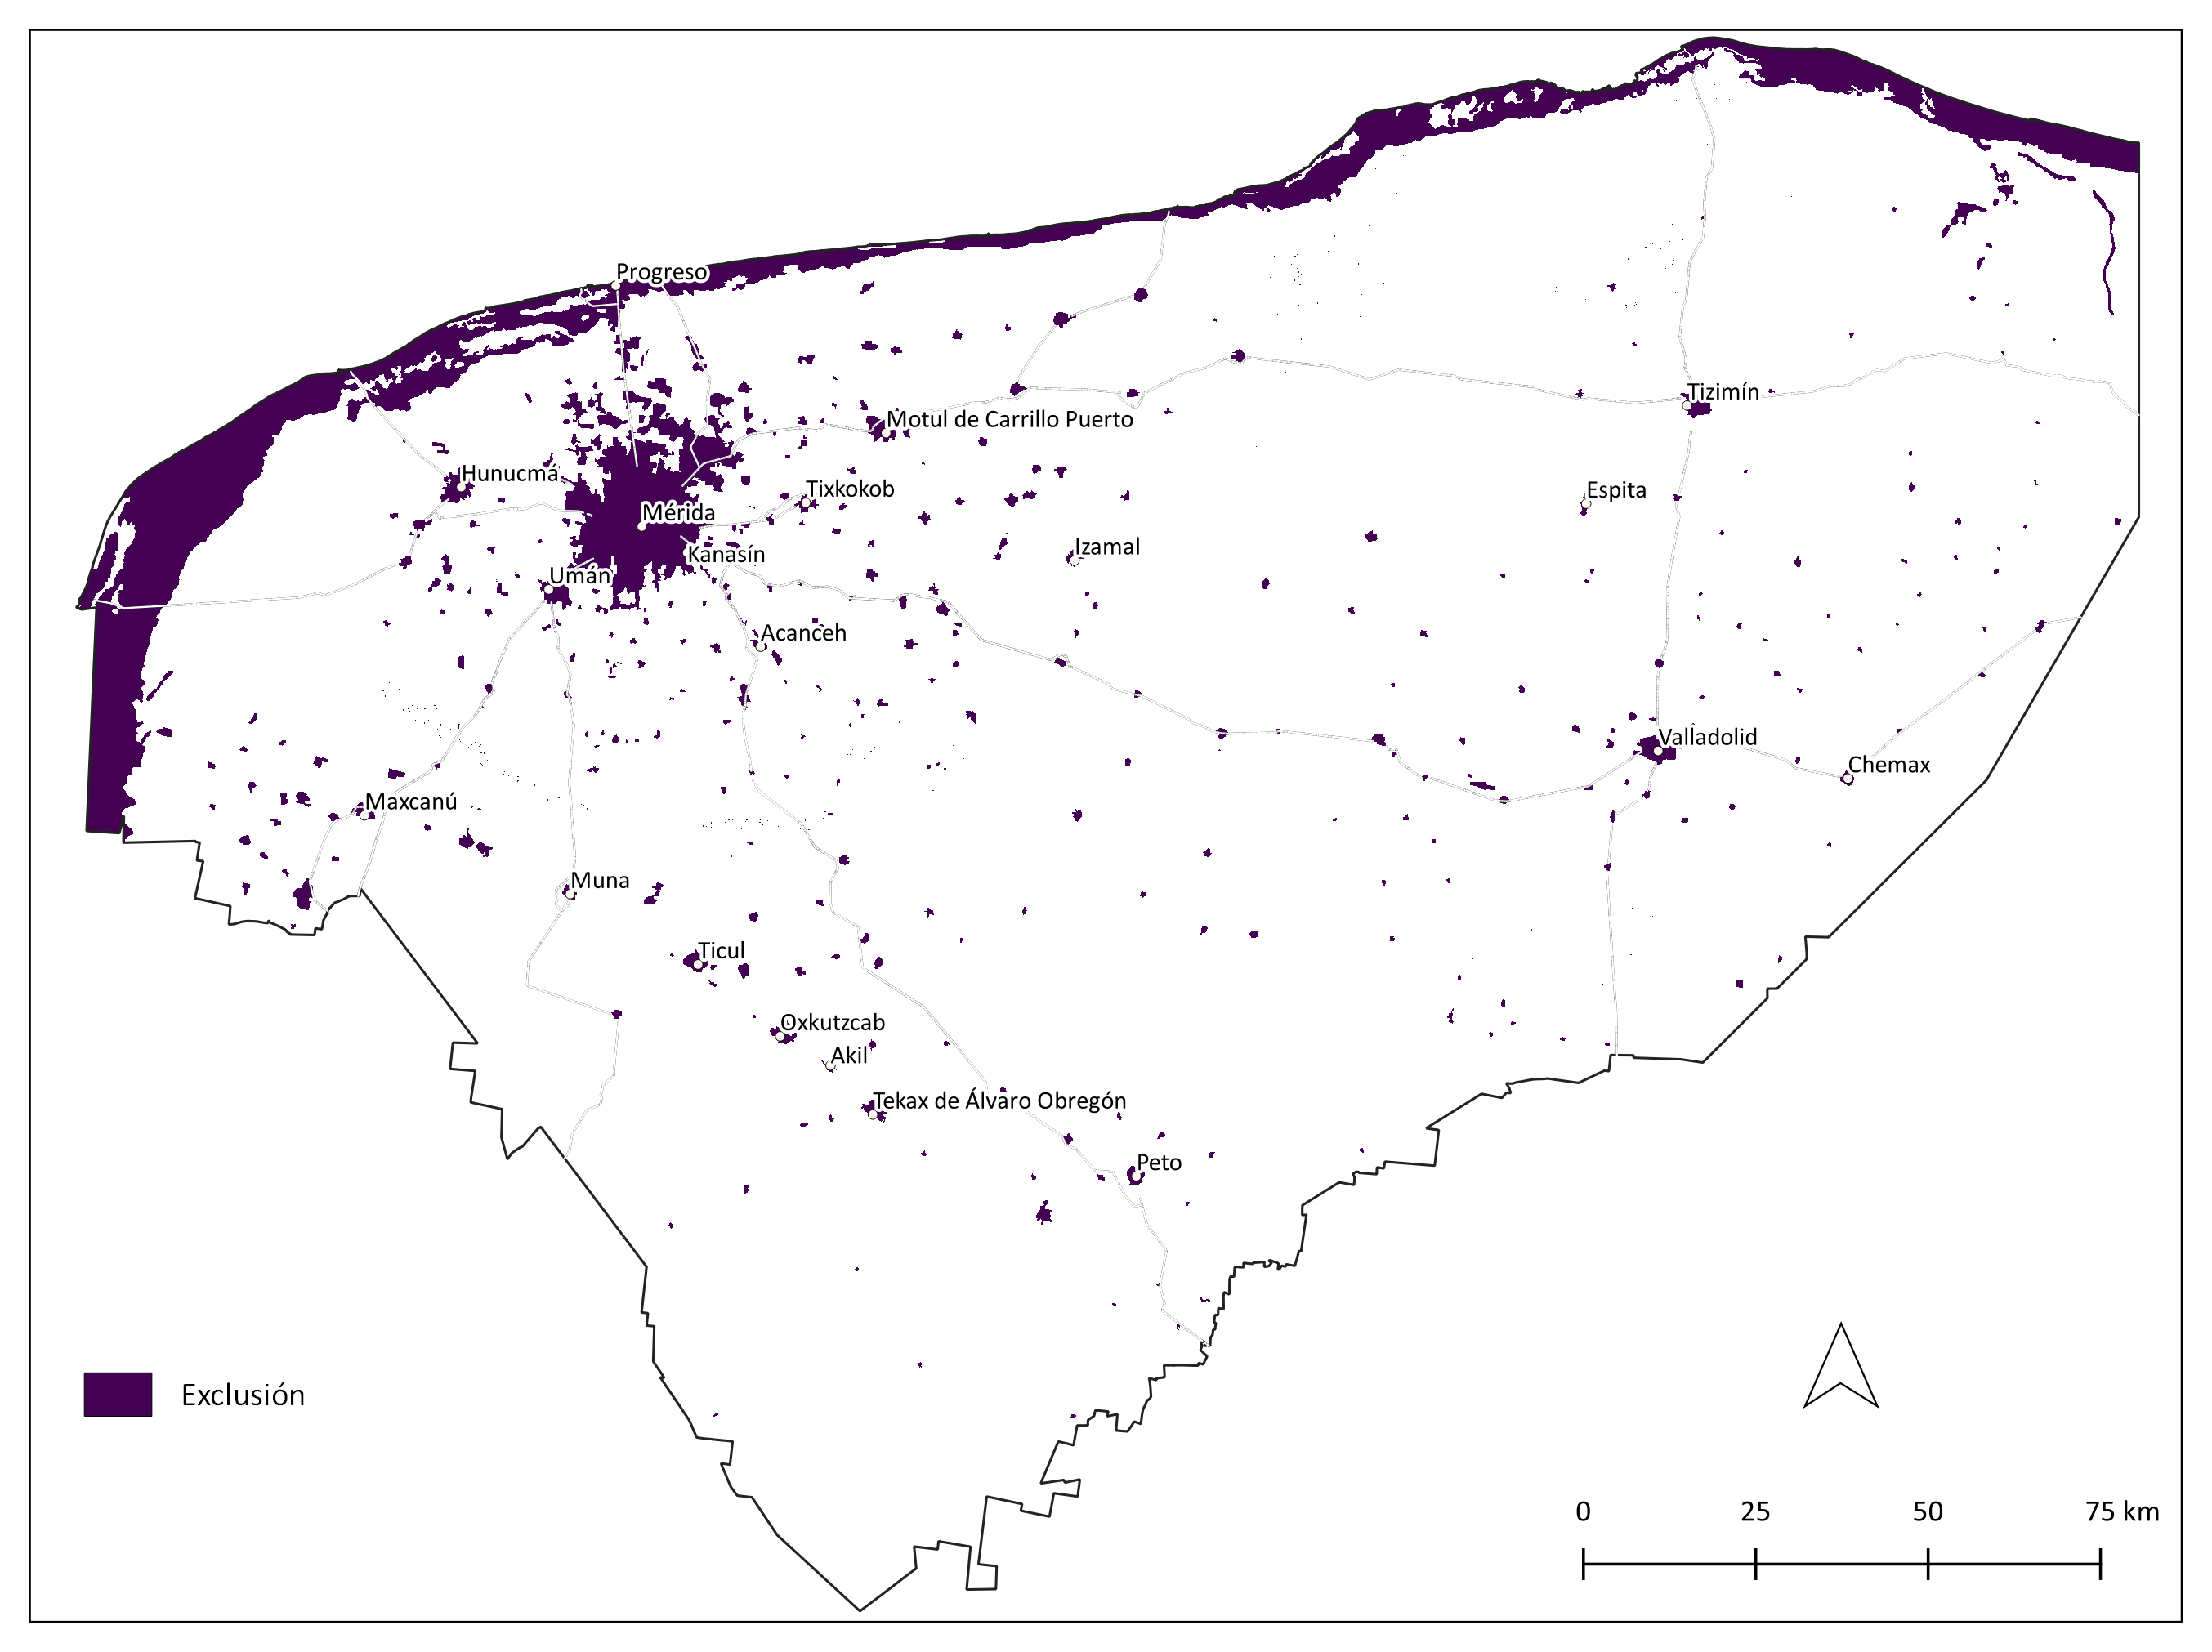 Progreso
Tizimín
Motul de Carrillo Puerto
Hunucmá
Tixkokob
Espita
Mérida
Izamal
Kanasín
Umán
Acanceh
Valladolid
Chemax
Maxcanú
Muna
Ticul
Oxkutzcab
Akil
Tekax de Álvaro Obregón
Peto
Exclusión
0 25 50 75 km